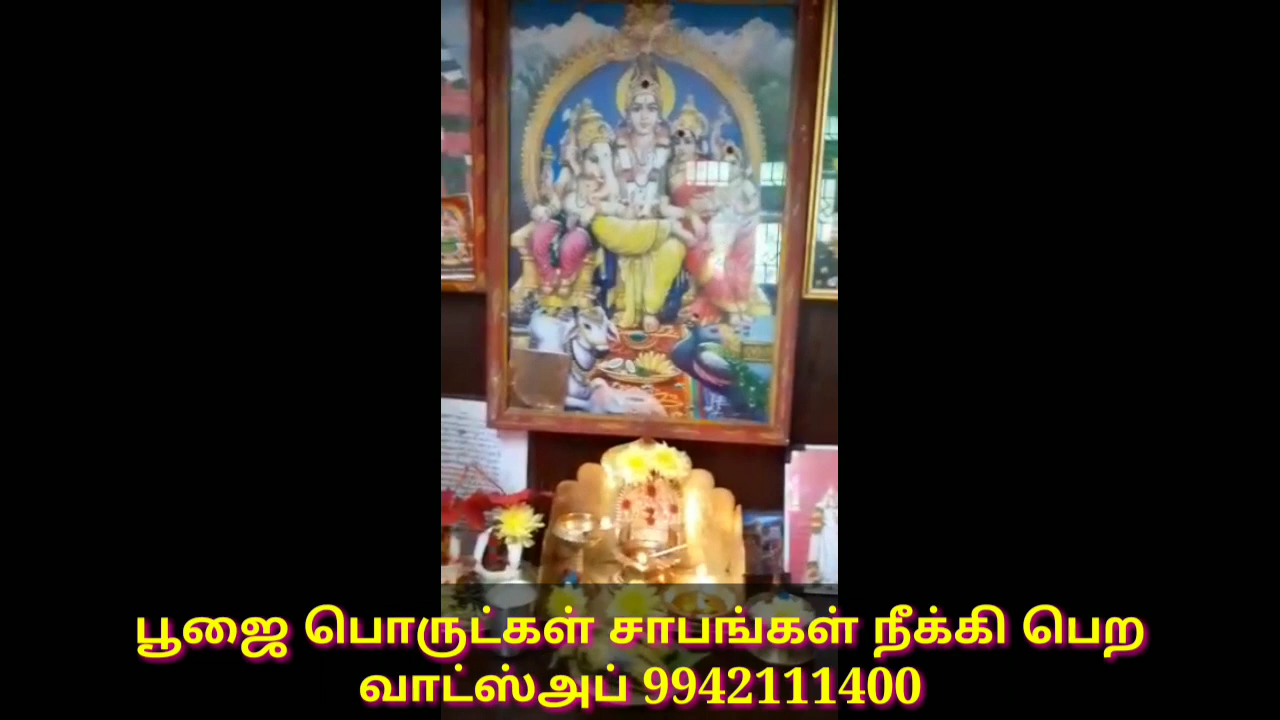 பூஜை பொருட்கள் சாபங்கள் நீக்கி பெற
வாட்ஸ்அப் 9942111400